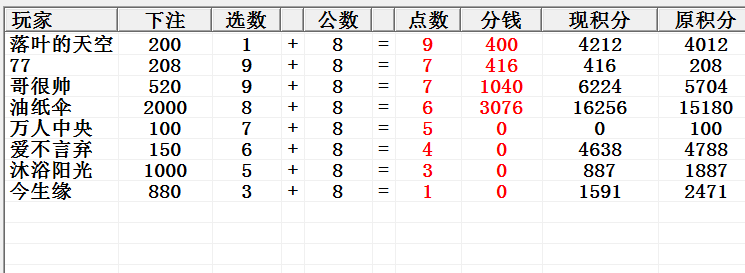 玩家 下注 选数 公数 点数 分钱 现积分 原积分
落叶的天空 200 1 + 8 = 9 400 4212 4012
77 208 9 + 8 = 7 416 416 208
哥很帅 520 9 + 8 = 7 1040 6224 5704
油纸伞 2000 8 + 8 = 6 3076 16256 15180
万人中央 100 7 + 8 = 5 0 0 100
爱不言弃 150 6 + 8 = 4 0 4638 4788
沐浴阳光 1000 5 + 8 = 3 0 887 1887
今生缘 880 3 + 8 = 1 0 1591 2471